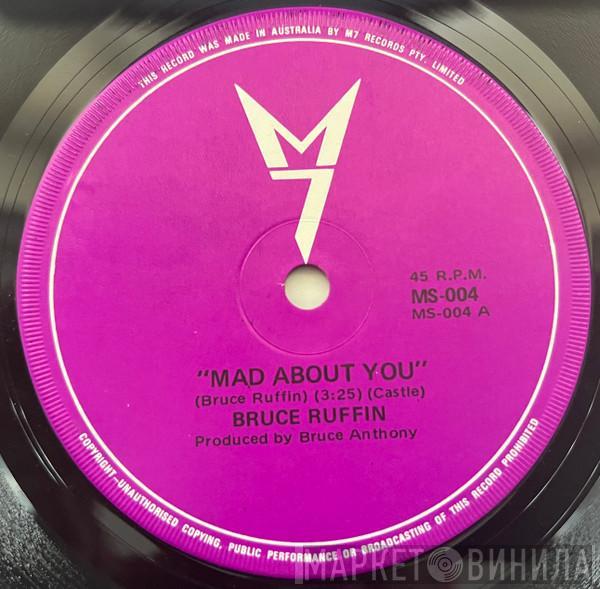 THIS RECORD WAS MADE IN AUSTRALIA BY M7 RECORDS PTY. LIMITED
M7
45 R.P.M.
MS-004
MS-004 A
"MAD ABOUT YOU"
(Bruce Ruffin) (3:25) (Castle)
BRUCE RUFFIN
Produced by Bruce Anthony
COPYRIGHT-UNAUTHORISED COPYING, PUBLIC PERFORMANCE OR BROADCASTING OF THIS RECORD PROHIBITED
МАРКЕТ ВИНИЛА